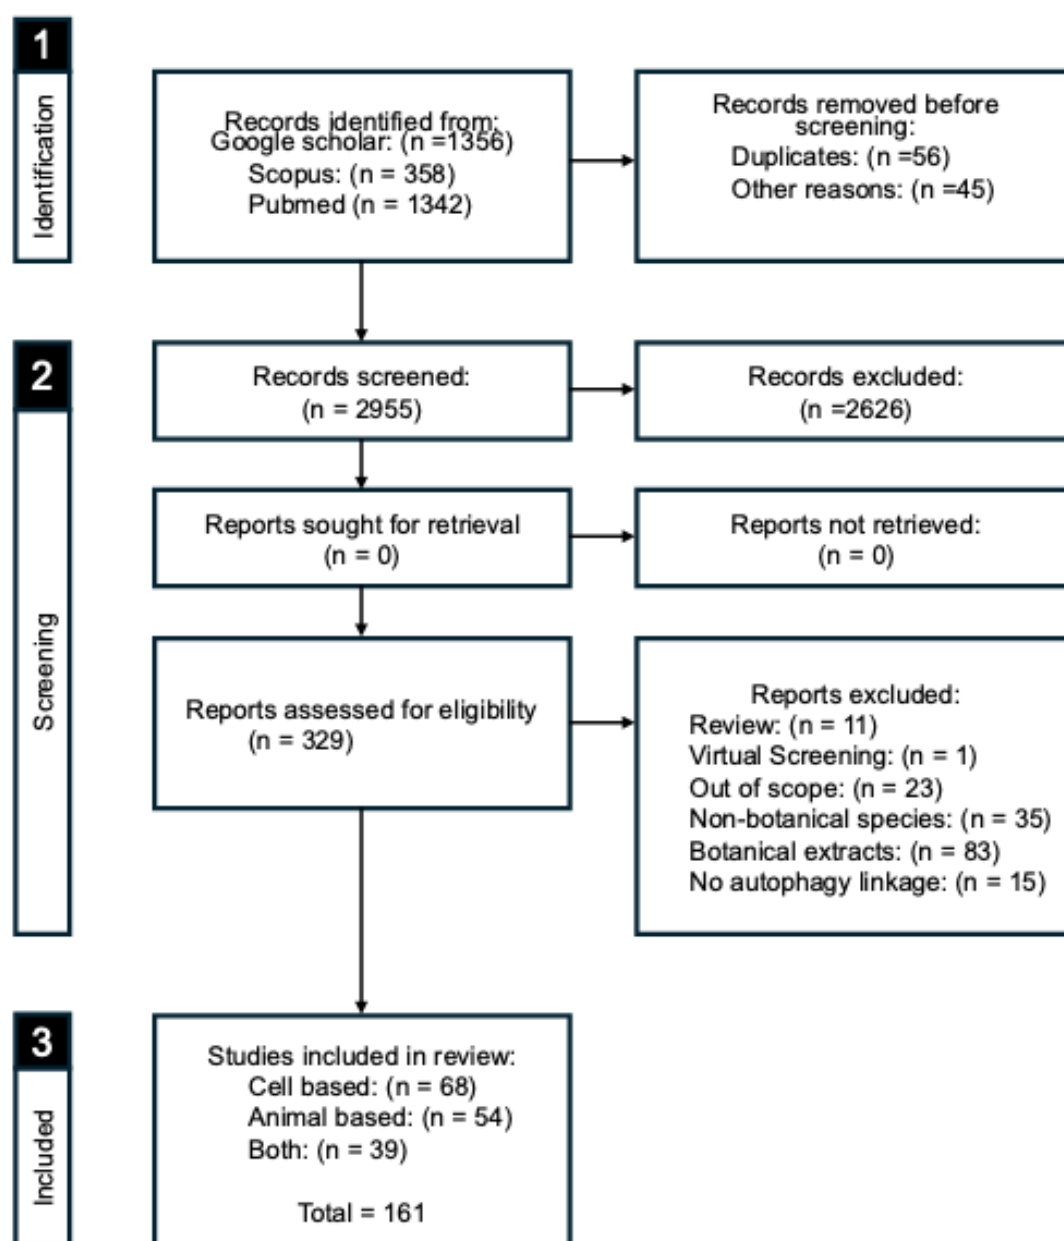 1
Identification
Records identified from:
Google scholar: (n =1356)
Scopus: (n = 358)
Pubmed (n = 1342)
Records removed before
screening:
Duplicates: (n =56)
Other reasons: (n =45)
2
Screening
Records screened:
(n = 2955)
Records excluded:
(n =2626)
Reports sought for retrieval
(n = 0)
Reports not retrieved:
(n = 0)
Reports assessed for eligibility
(n = 329)
Reports excluded:
Review: (n = 11)
Virtual Screening: (n = 1)
Out of scope: (n = 23)
Non-botanical species: (n = 35)
Botanical extracts: (n = 83)
No autophagy linkage: (n = 15)
3
Included
Studies included in review:
Cell based: (n = 68)
Animal based: (n = 54)
Both: (n = 39)
Total = 161